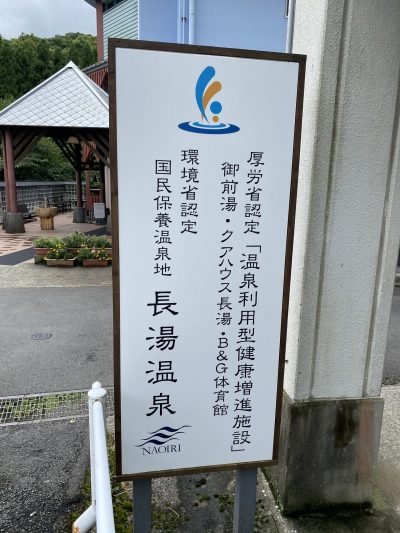 厚労省認定「温泉利用型健康増進施設」
御前湯・クアハウス長湯・B&G体育館
環境省認定
国民保養温泉地 長湯温泉
NAOIRI